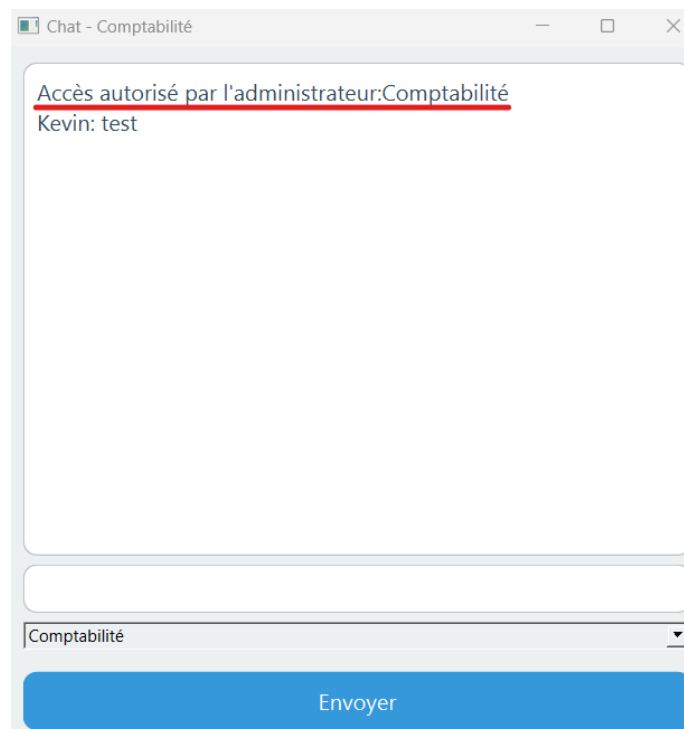 Chat - Comptabilité
Accès autorisé par l'administrateur:Comptabilité
Kevin: test
Comptabilité
Envoyer